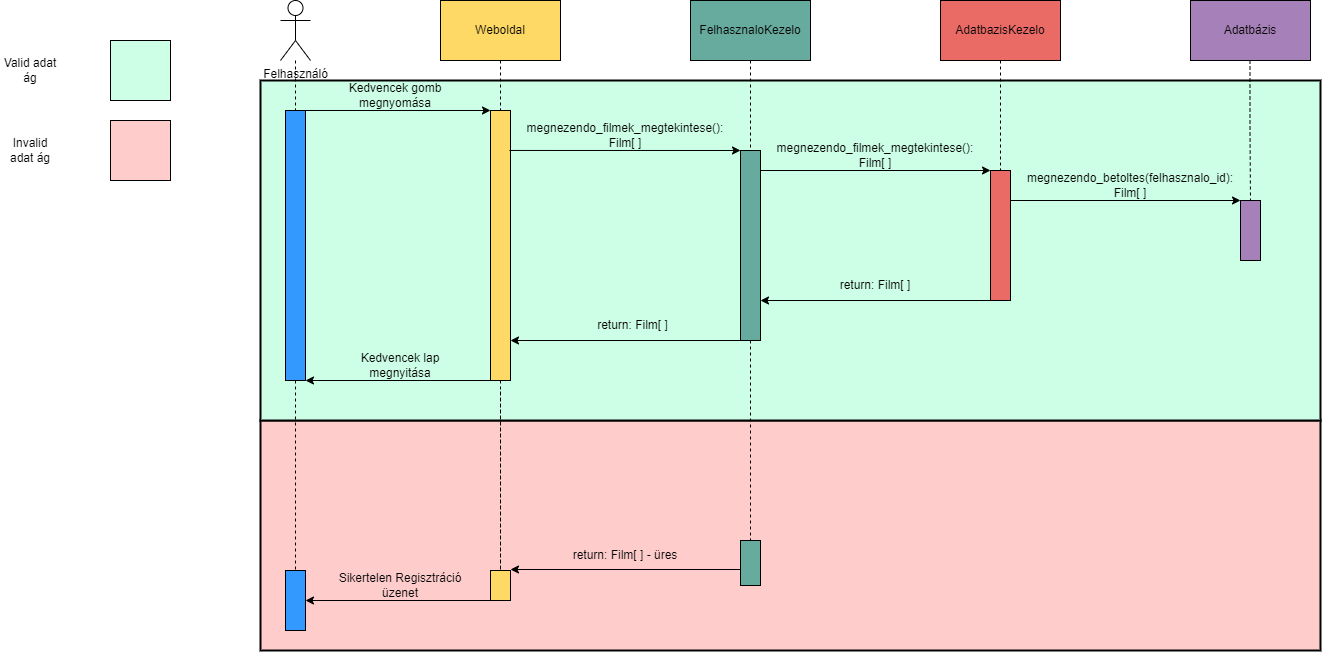 Weboldal
FelhasznaloKezelo
AdatbazisKezelo
Adatbázis
Valid adat
ág
Felhasználó
Kedvencek gomb
megnyomása
megnezendo_filmek_megtekintese():
Film[ ]
megnezendo_filmek_megtekintese():
Film[ ]
Invalid
adat ág
megnezendo_betoltes(felhasznalo_id):
Film[ ]
return: Film[ ]
return: Film[ ]
Kedvencek lap
megnyitása
return: Film[ ] - üres
Sikertelen Regisztráció
üzenet